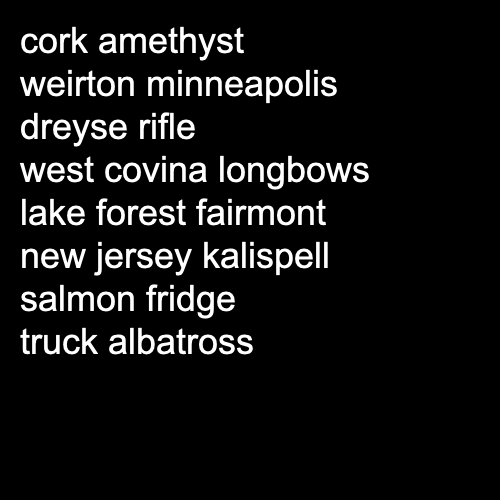 cork amethyst
weirton minneapolis
dreyse rifle
west covina longbows
lake forest fairmont
new jersey kalispell
salmon fridge
truck albatross